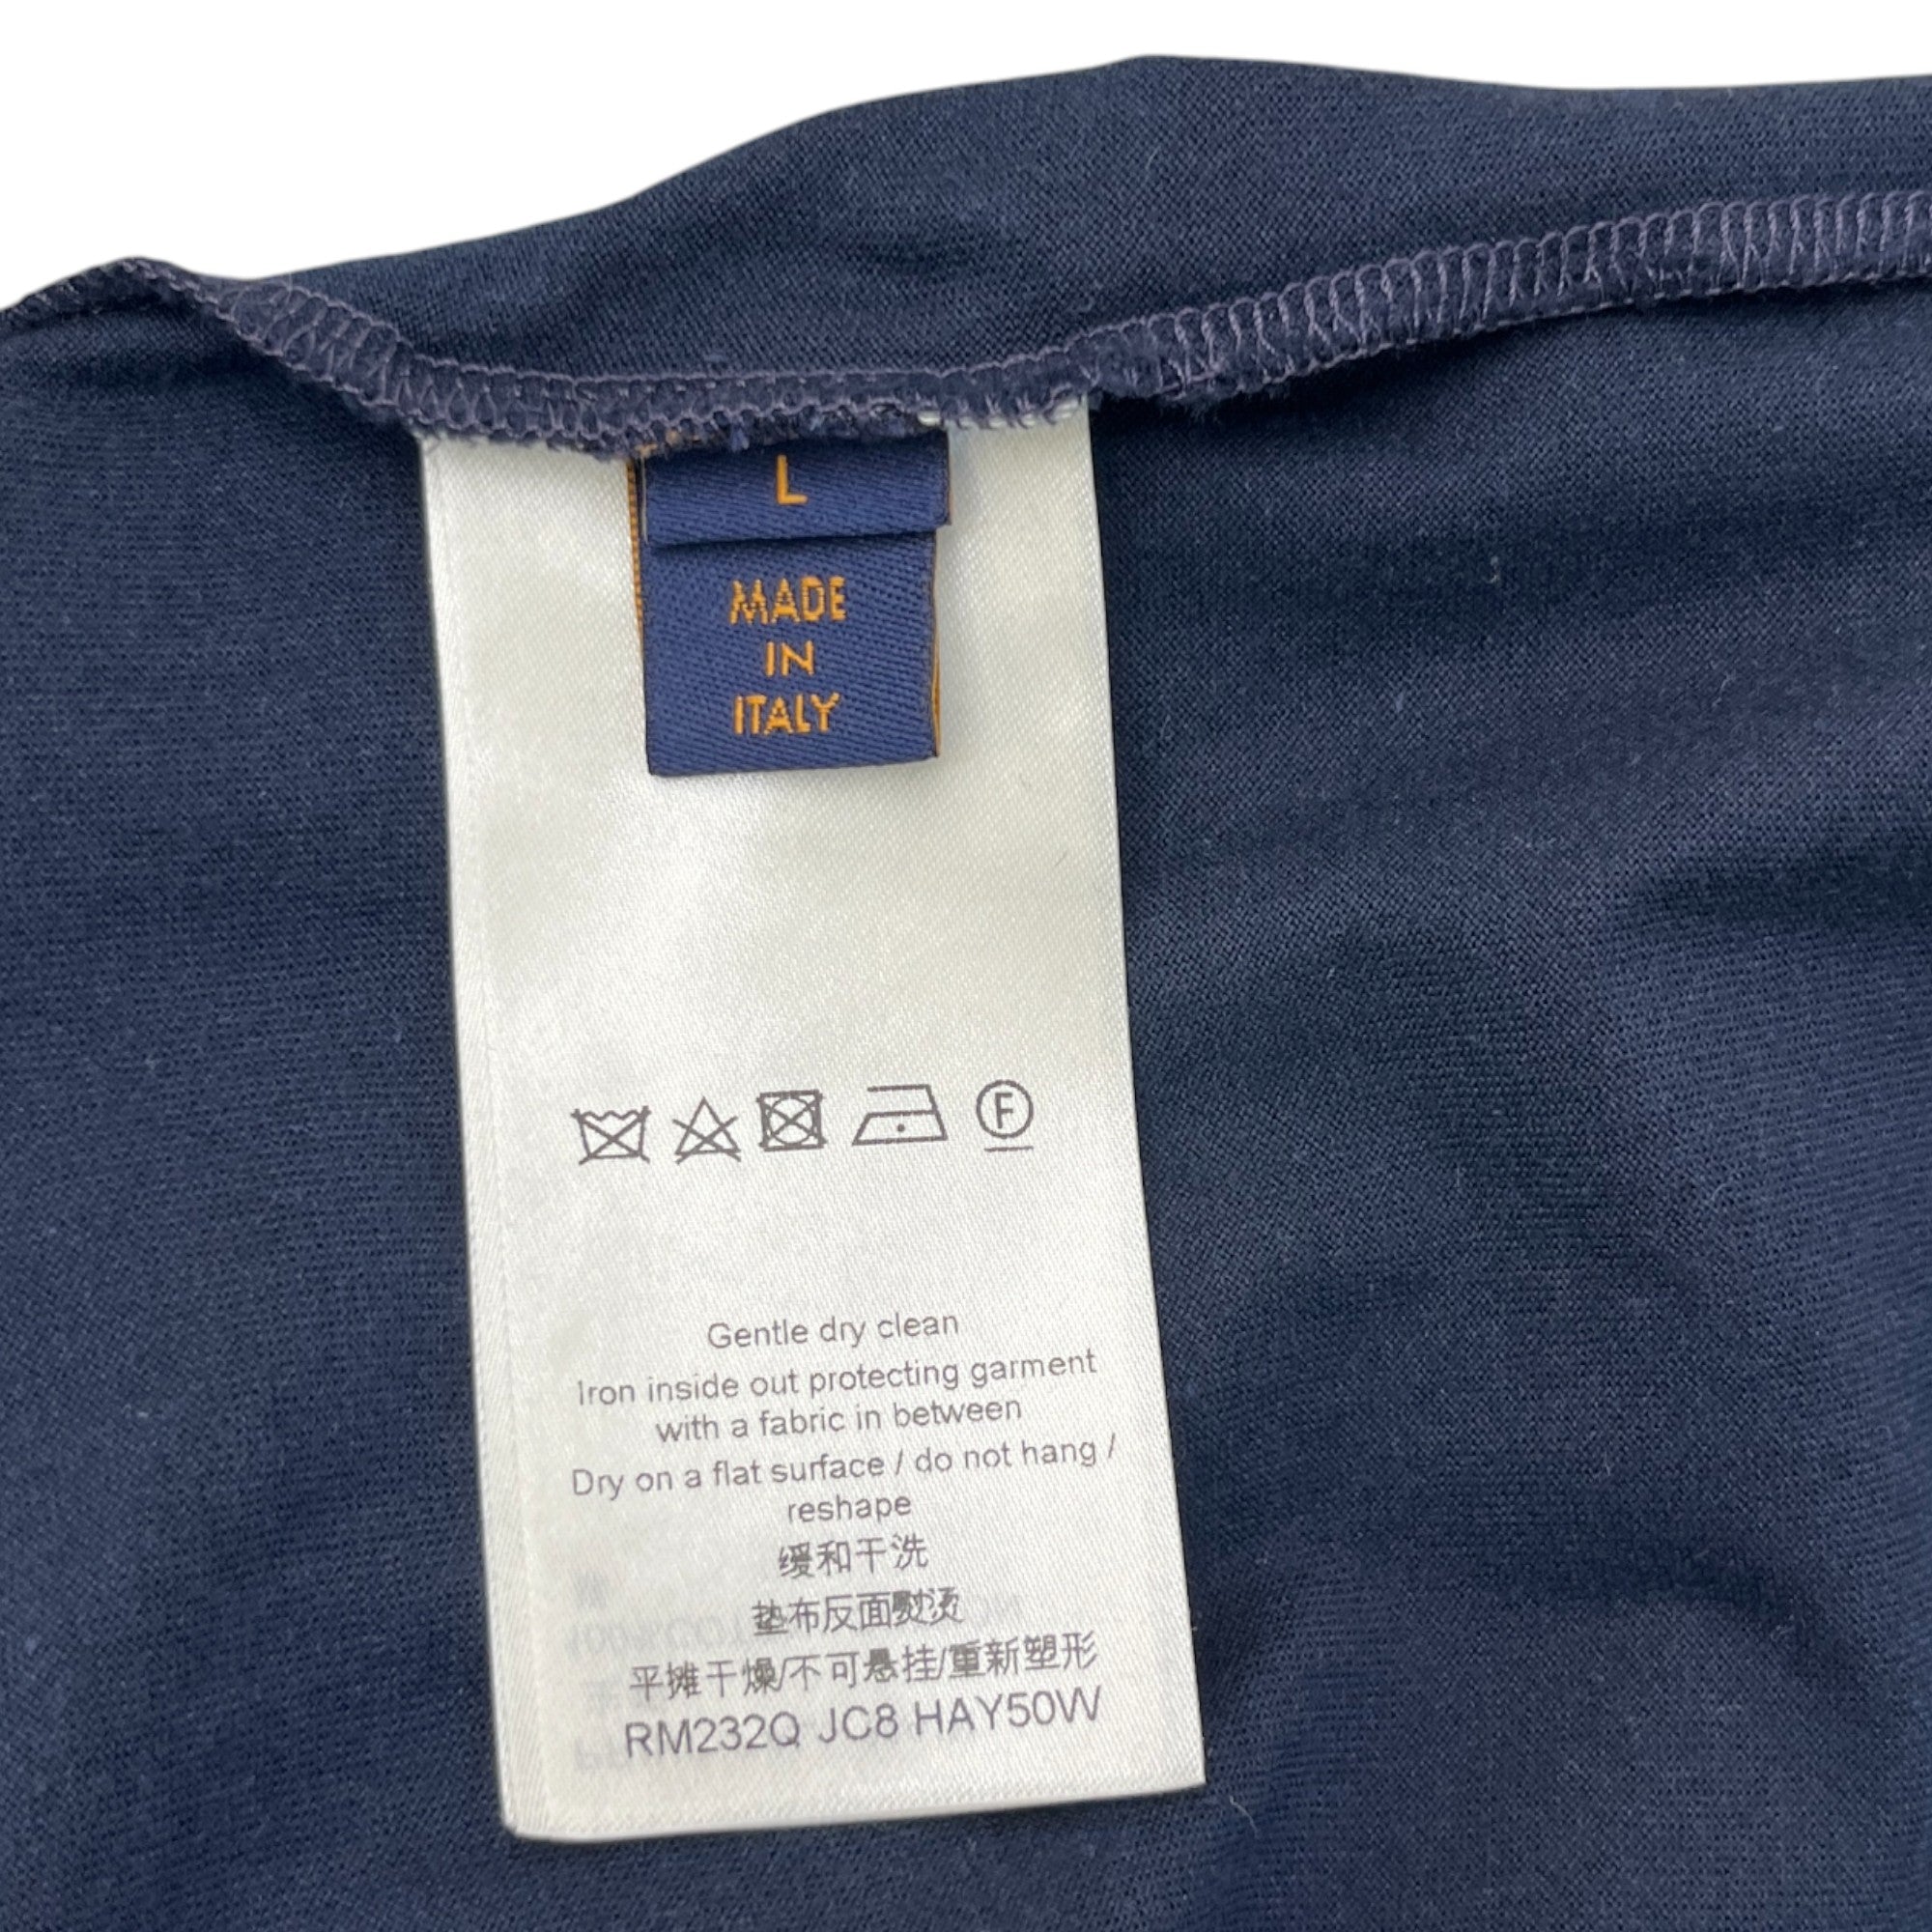 L
MADE
IN
ITALY
F
Gentle dry clean
Iron inside out protecting garment
with a fabric in between
Dry on a flat surface / do not hang /
reshape
缓和干洗
垫布反面熨烫
平摊干燥/不可悬挂/重新塑形
RM232Q JC8 HAY50W